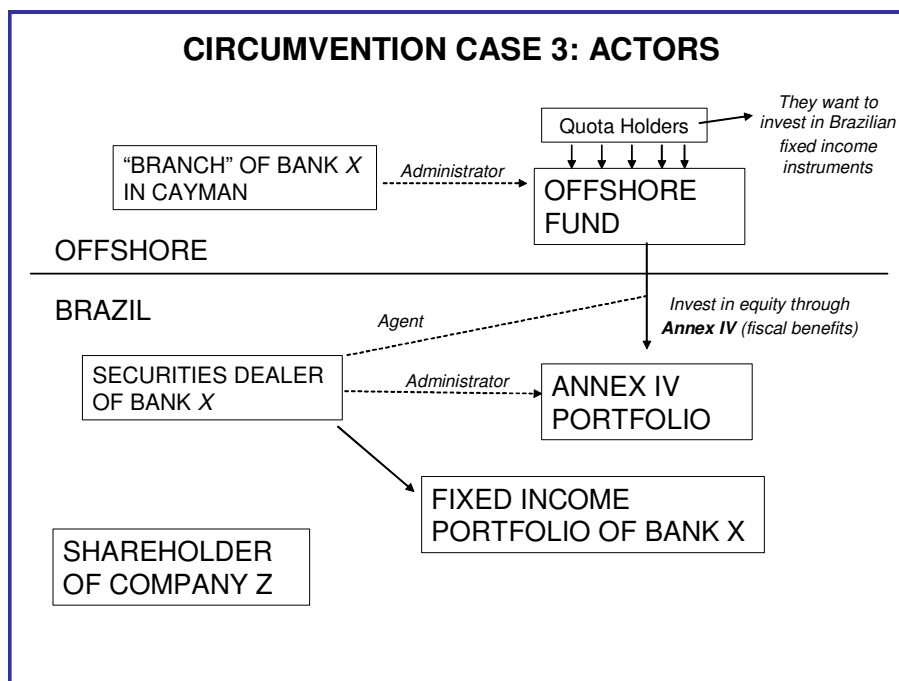 CIRCUMVENTION CASE 3: ACTORS
They want to
invest in Brazilian
fixed income
instruments
Quota Holders
“BRANCH” OF BANK X
IN CAYMAN
Administrator
OFFSHORE
FUND
OFFSHORE
BRAZIL
Invest in equity through
Annex IV (fiscal benefits)
Agent
SECURITIES DEALER
OF BANK X
Administrator
ANNEX IV
PORTFOLIO
FIXED INCOME
PORTFOLIO OF BANK X
SHAREHOLDER
OF COMPANY Z